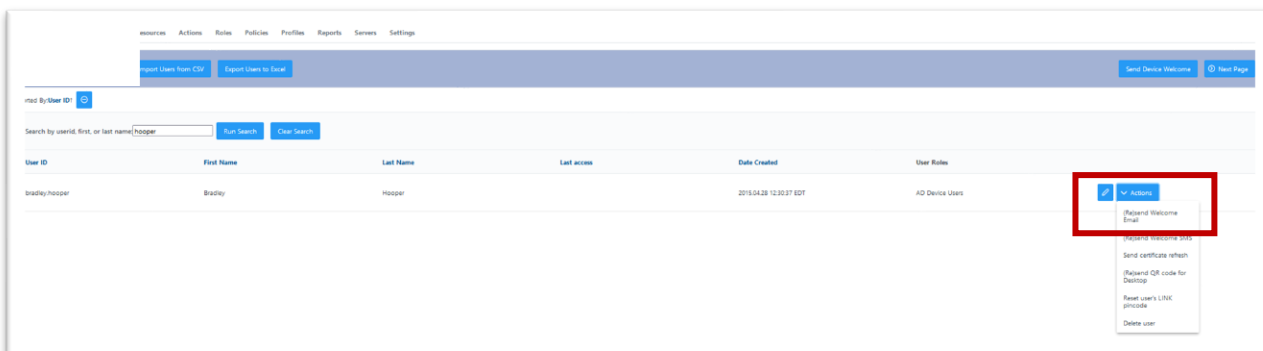 esources Actions Roles Policies Profiles Reports Servers Settings
mport Users from CSV Export Users to Excel Send Device Welcome Next Page
rted By:User ID↑
Search by userid, first, or last name: hooper Run Search Clear Search
User ID First Name Last Name Last access Date Created User Roles
bradley.hooper Bradley Hooper 2015.04.28 12:30:37 EDT AD Device Users Actions
(Re)send Welcome
Email
(Re)send Welcome SMS
Send certificate refresh
(Re)send QR code for
Desktop
Reset user's LINK
pincode
Delete user